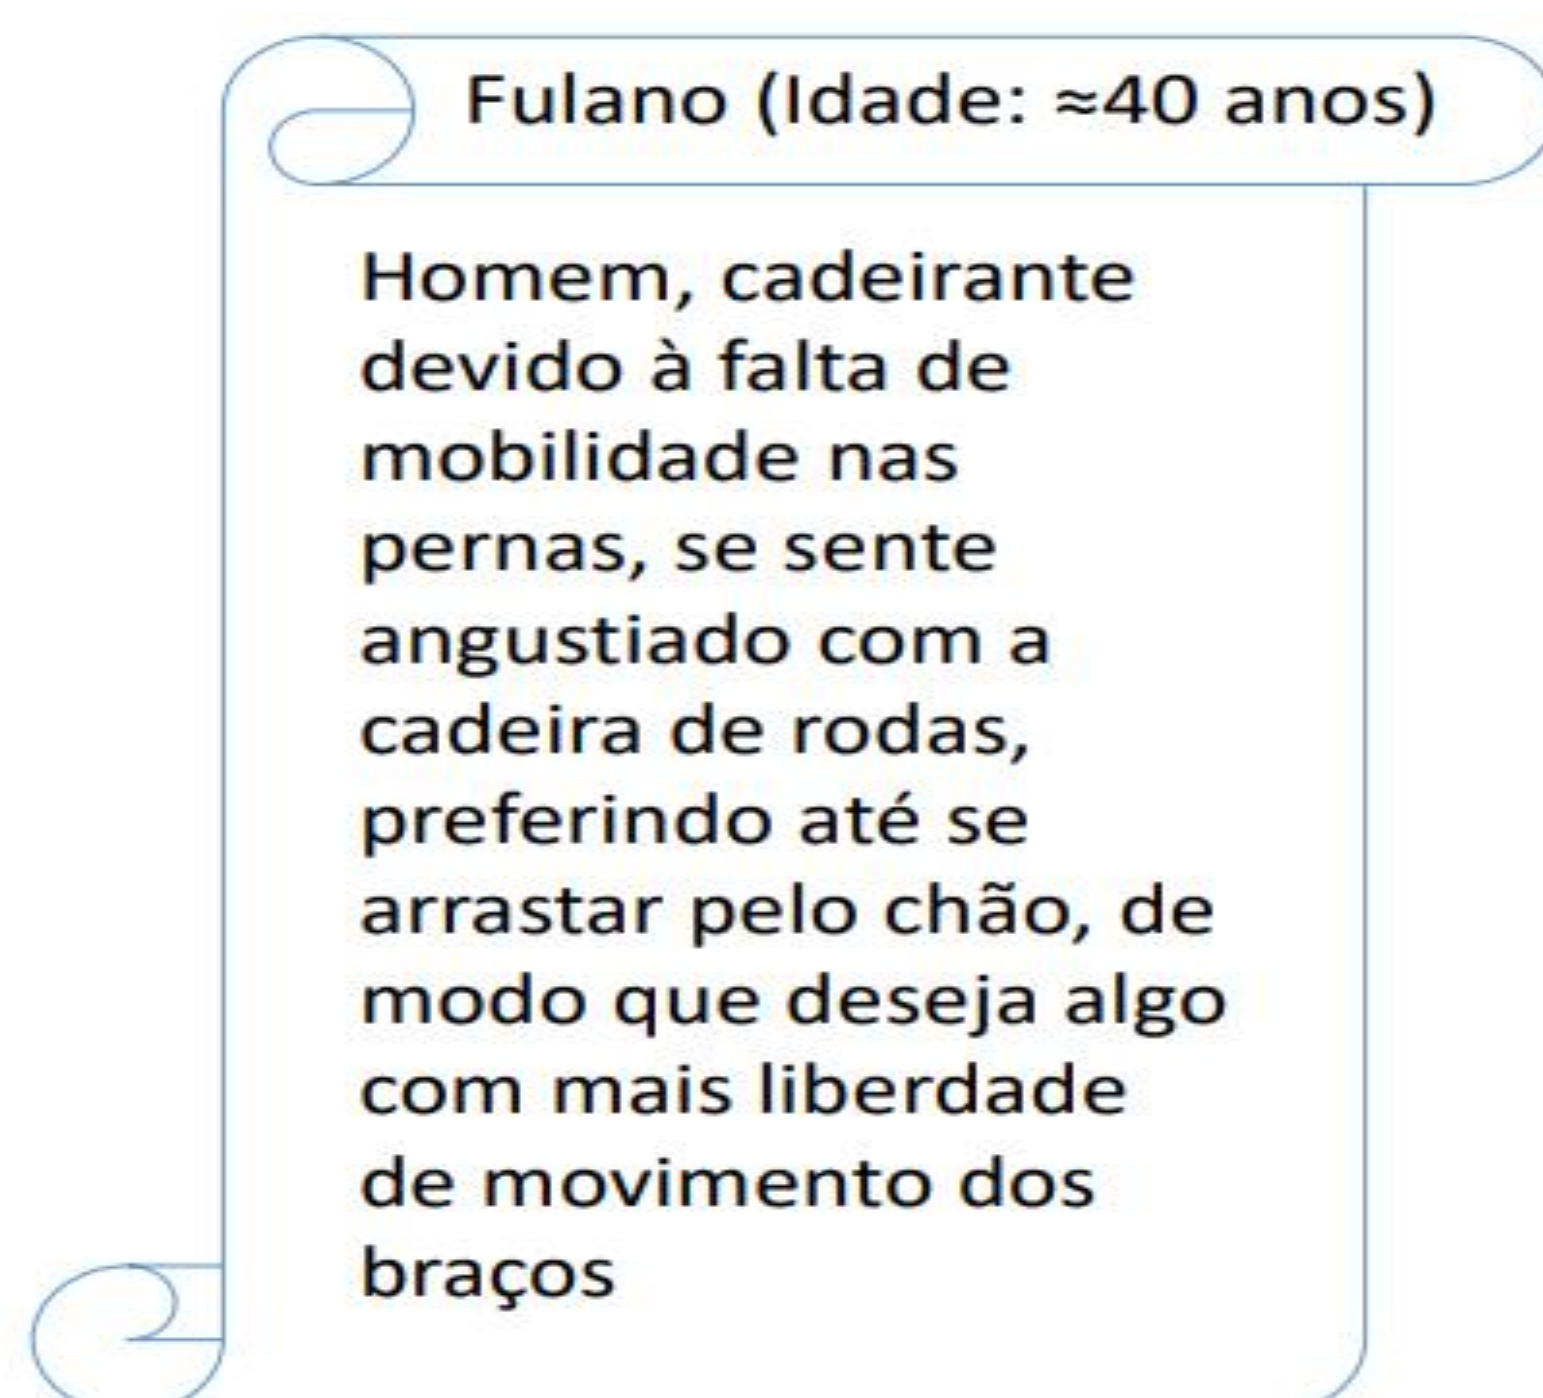 Fulano (Idade: ≈40 anos)
Homem, cadeirante
devido à falta de
mobilidade nas
pernas, se sente
angustiado com a
cadeira de rodas,
preferindo até se
arrastar pelo chão, de
modo que deseja algo
com mais liberdade
de movimento dos
braços